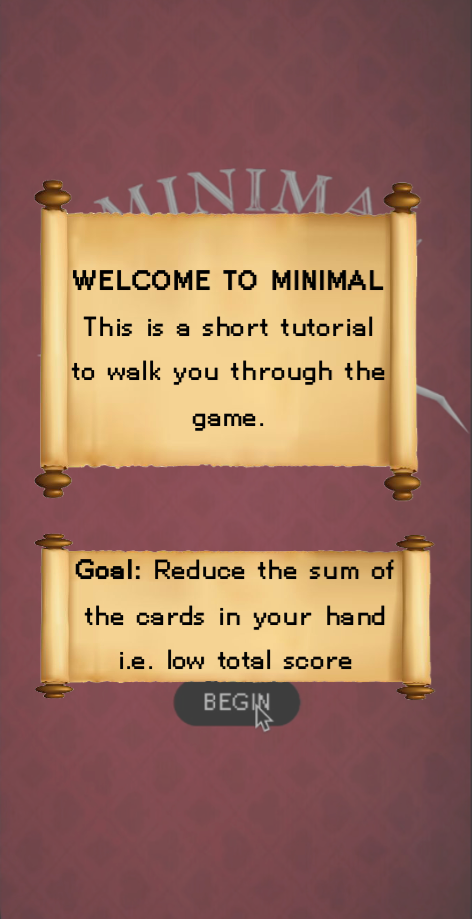 MINIMA
WELCOME TO MINIMAL
This is a short tutorial
to walk you through the
game.
Goal: Reduce the sum of
the cards in your hand
i.e. low total score
BEGIN